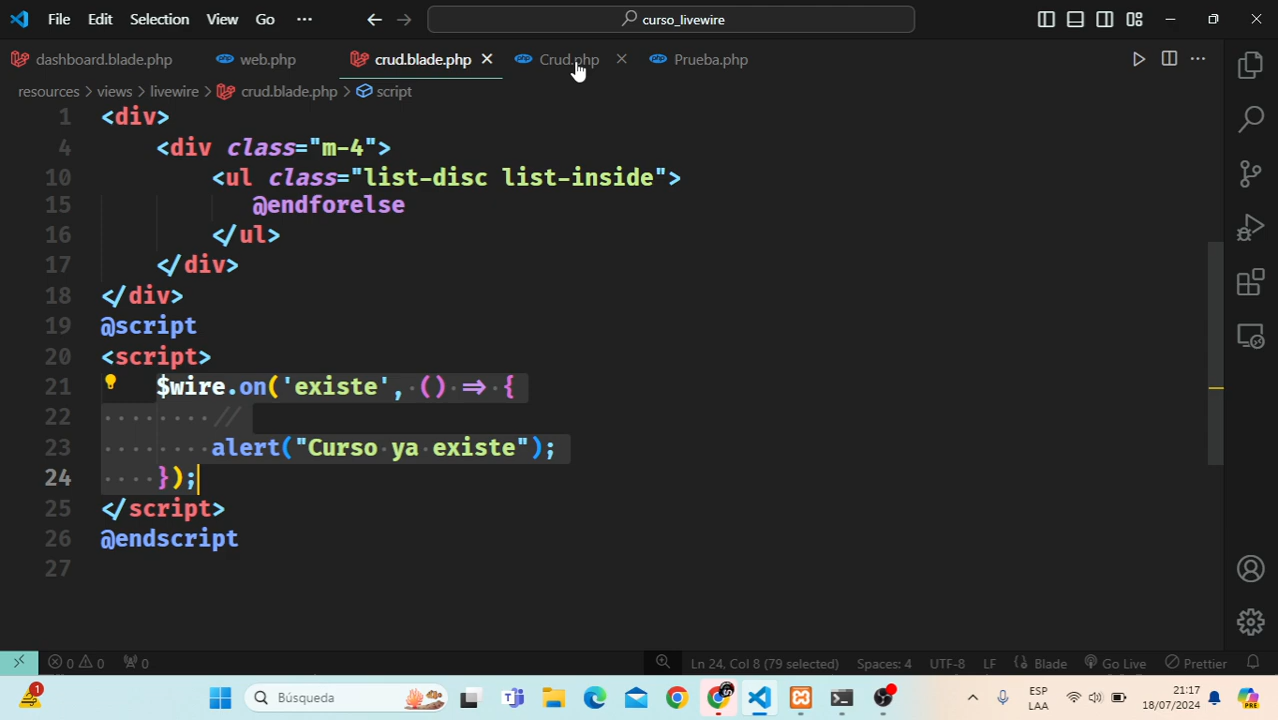 File Edit Selection View Go ··· curso_livewire
dashboard.blade.php web.php crud.blade.php Crud.php Prueba.php
resources > views > livewire > crud.blade.php > script
1 <div>
4 <div class="m-4">
10 <ul class="list-disc list-inside">
15 @endforelse
16 </ul>
17 </div>
18 </div>
19 @script
20 <script>
21 $wire.on('existe', () => {
22 //
23 alert("Curso ya existe");
24 });
25 </script>
26 @endscript
27
0 0 0 Ln 24, Col 8 (79 selected) Spaces: 4 UTF-8 LF Blade Go Live Prettier
1 Búsqueda ESP LAA 21:17 18/07/2024 PRE